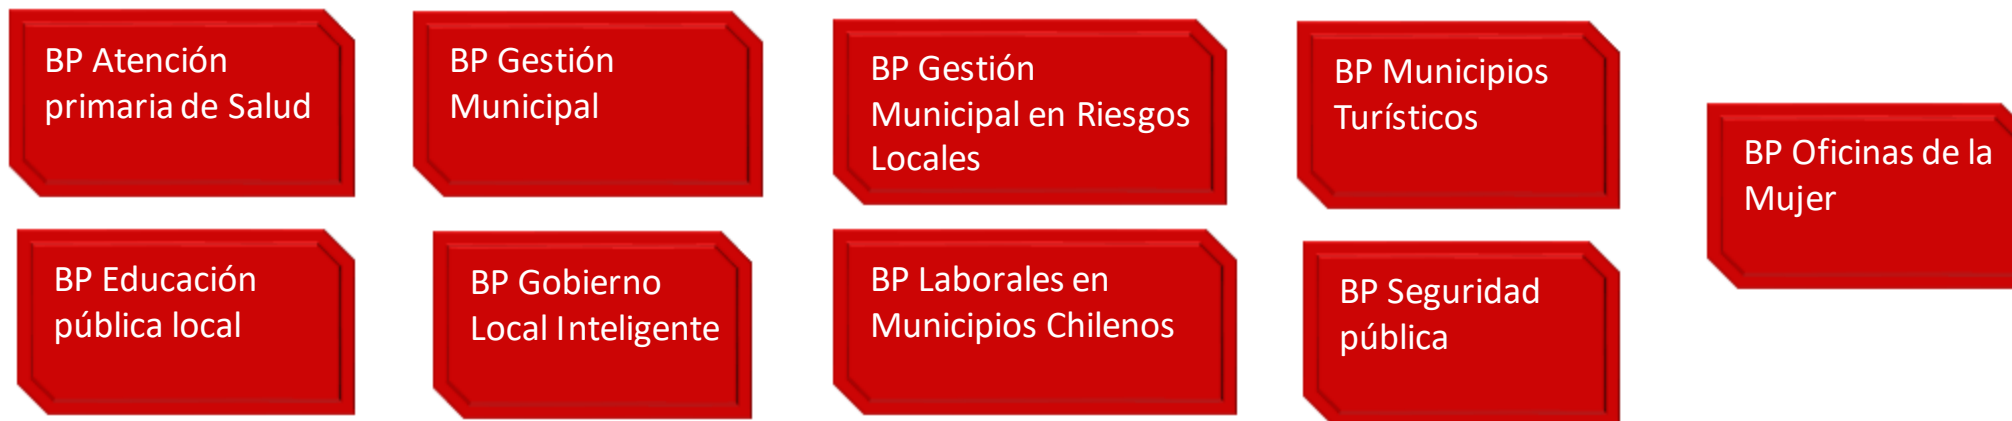 BP Atención
primaria de Salud
BP Gestión
Municipal
BP Gestión
Municipal en Riesgos
Locales
BP Municipios
Turísticos
BP Oficinas de la
Mujer
BP Educación
pública local
BP Gobierno
Local Inteligente
BP Laborales en
Municipios Chilenos
BP Seguridad
pública